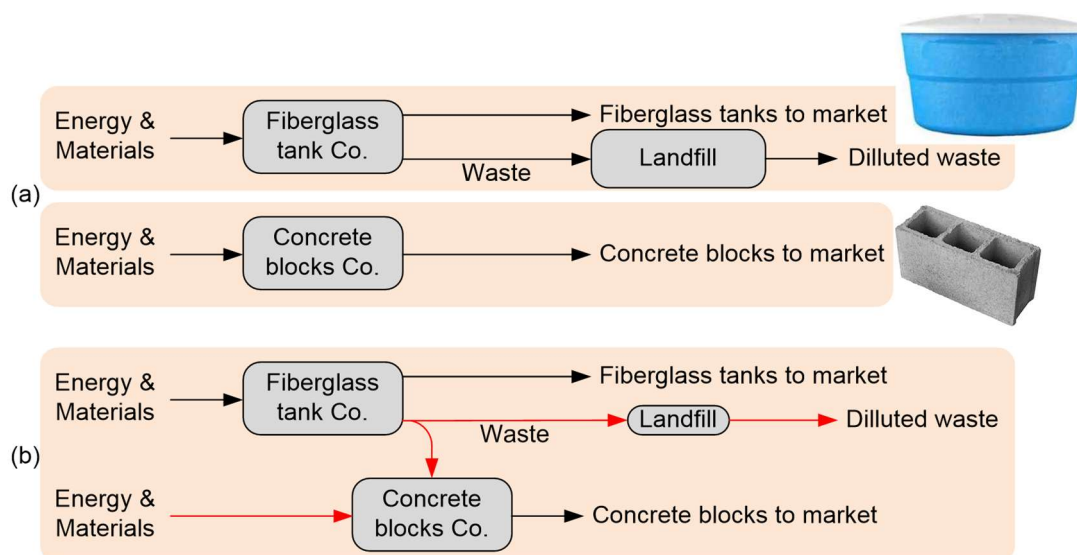 Energy &
Materials
Fiberglass
tank Co.
Fiberglass tanks to market
Waste
Landfill
Dilluted waste
(a)
Energy &
Materials
Concrete
blocks Co.
Concrete blocks to market
Energy &
Materials
Fiberglass
tank Co.
Fiberglass tanks to market
Waste
Landfill
Dilluted waste
(b)
Energy &
Materials
Concrete
blocks Co.
Concrete blocks to market